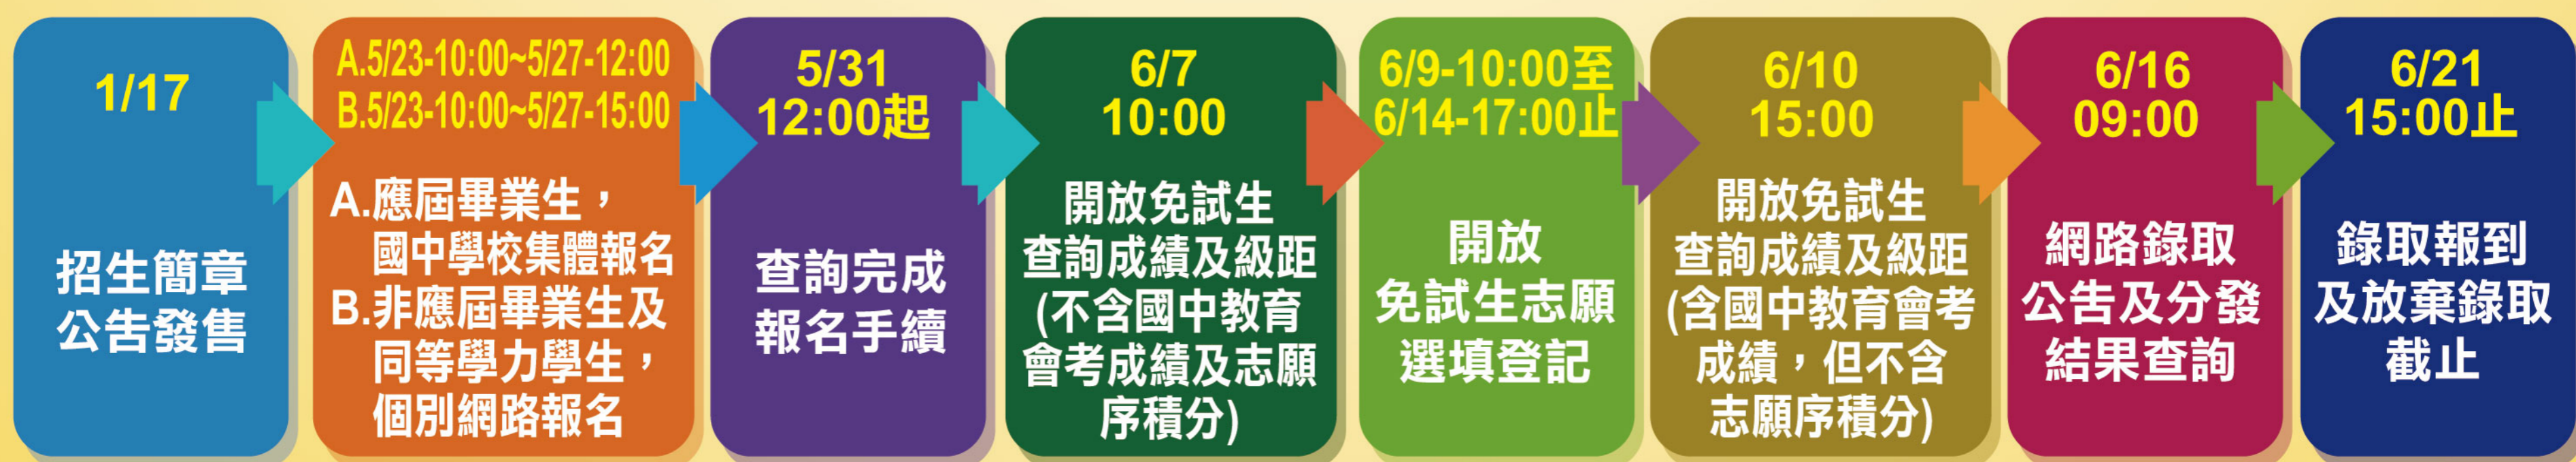 1/17
招生簡章
公告發售
A.5/23-10:00~5/27-12:00
B.5/23-10:00~5/27-15:00
A.應屆畢業生，
國中學校集體報名
B.非應屆畢業生及
同等學力學生，
個別網路報名
5/31
12:00起
查詢完成
報名手續
6/7
10:00
開放免試生
查詢成績及級距
(不含國中教育
會考成績及志願
序積分)
6/9-10:00至
6/14-17:00止
開放
免試生志願
選填登記
6/10
15:00
開放免試生
查詢成績及級距
(含國中教育會考
成績，但不含
志願序積分)
6/16
09:00
網路錄取
公告及分發
結果查詢
6/21
15:00止
錄取報到
及放棄錄取
截止